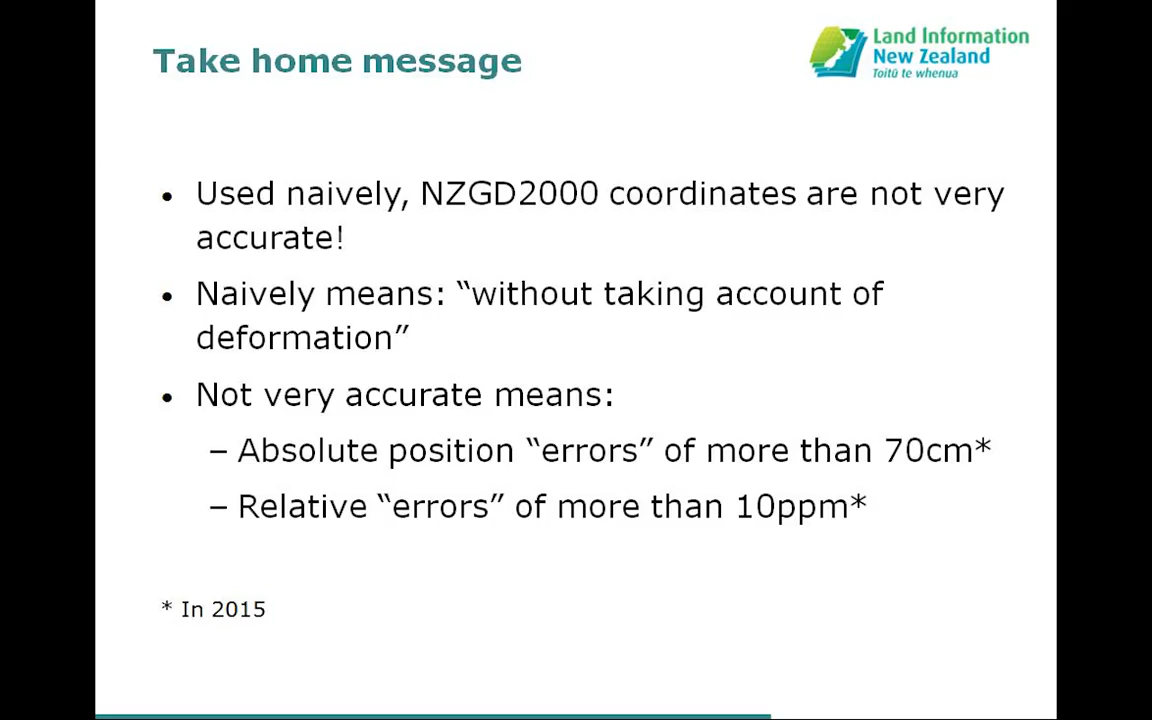 Take home message
Land Information
New Zealand
Toitū te whenua
• Used naively, NZGD2000 coordinates are not very
accurate!
• Naively means: “without taking account of
deformation”
• Not very accurate means:
– Absolute position “errors” of more than 70cm*
– Relative “errors” of more than 10ppm*
* In 2015